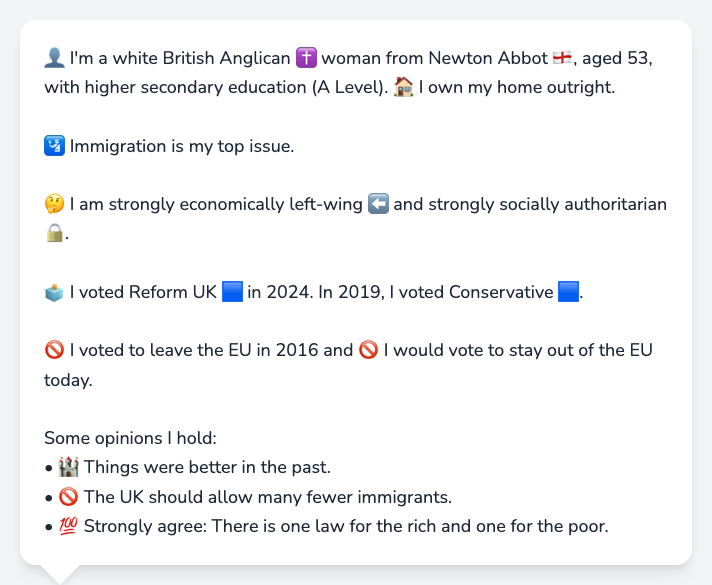 👤 I'm a white British Anglican ✝️ woman from Newton Abbot 🏴󠁧󠁢󠁥󠁮󠁧󠁿, aged 53,
with higher secondary education (A Level). 🏠 I own my home outright.
🛂 Immigration is my top issue.
🤔 I am strongly economically left-wing ⬅️ and strongly socially authoritarian
🔒.
🗳️ I voted Reform UK 🟦 in 2024. In 2019, I voted Conservative 🟦.
🚫 I voted to leave the EU in 2016 and 🚫 I would vote to stay out of the EU
today.
Some opinions I hold:
• 🏰 Things were better in the past.
• 🚫 The UK should allow many fewer immigrants.
• 💯 Strongly agree: There is one law for the rich and one for the poor.